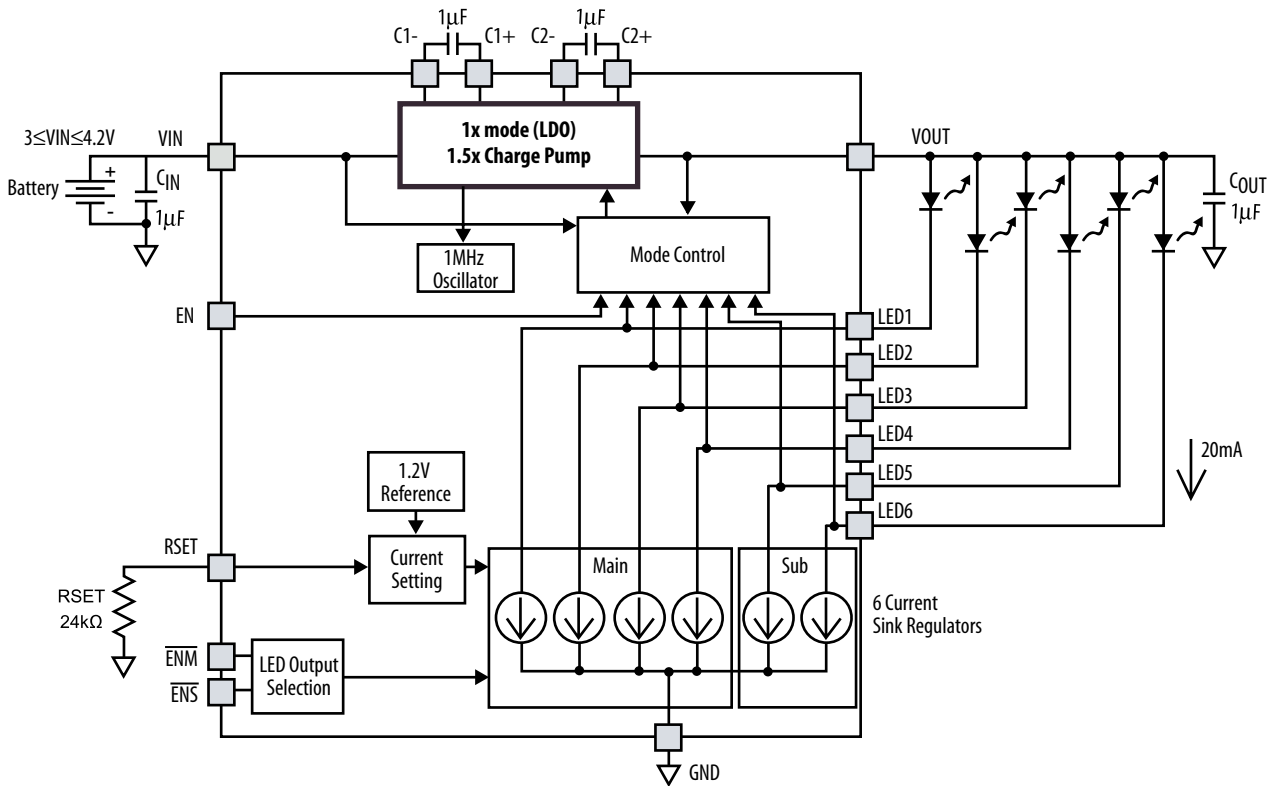 1μF
1μF
C1-
C1+
C2-
C2+
1x mode (LDO)
1.5x Charge Pump
3≤VIN≤4.2V
VIN
VOUT
Battery
+
-
CIN
1μF
COUT
1μF
1MHz
Oscillator
Mode Control
EN
LED1
LED2
LED3
LED4
LED5
LED6
20mA
1.2V
Reference
RSET
Current
Setting
Main
Sub
RSET
24kΩ
6 Current
Sink Regulators
ENM
ENS
LED Output
Selection
GND